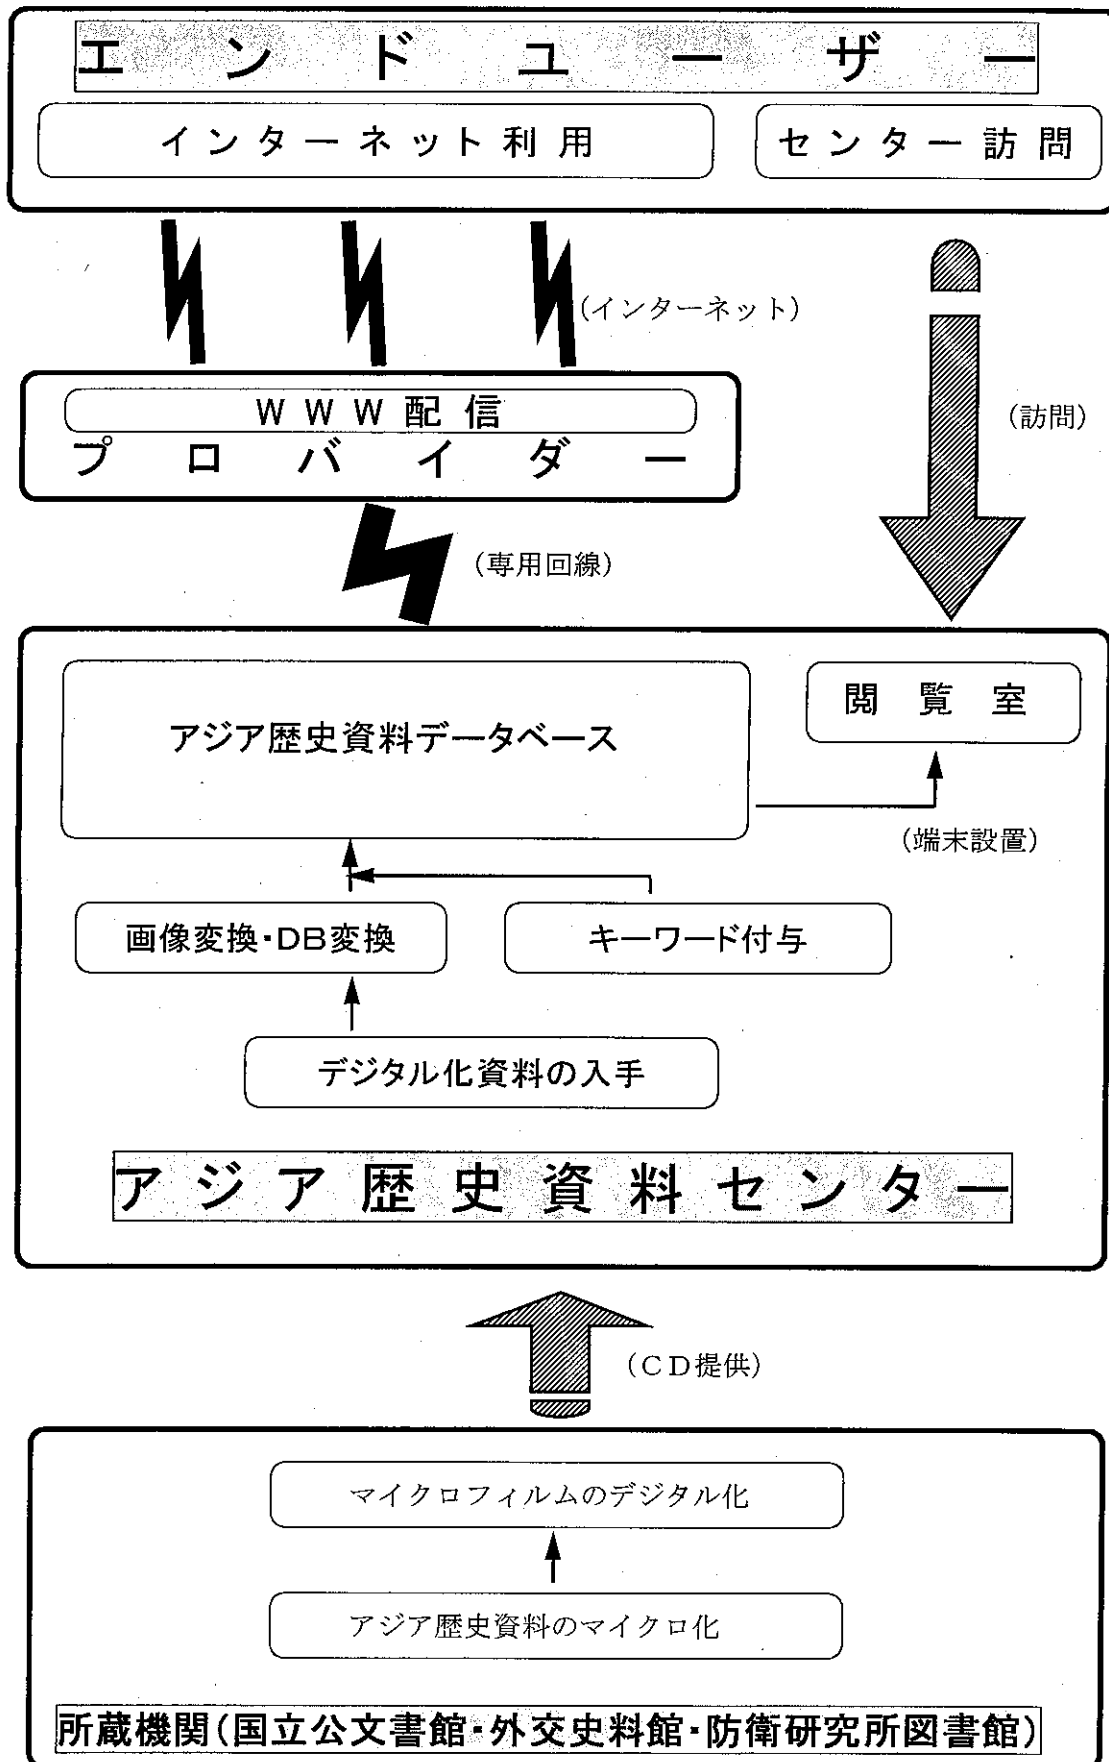 エンドユーザー
インターネット利用
センター訪問
(インターネット)
(訪問)
WWW配信
プロバイダー
(専用回線)
アジア歴史資料データベース
閲覧室
(端末設置)
画像変換・DB変換
キーワード付与
デジタル化資料の入手
アジア歴史資料センター
(CD提供)
マイクロフィルムのデジタル化
アジア歴史資料のマイクロ化
所蔵機関(国立公文書館・外交史料館・防衛研究所図書館)